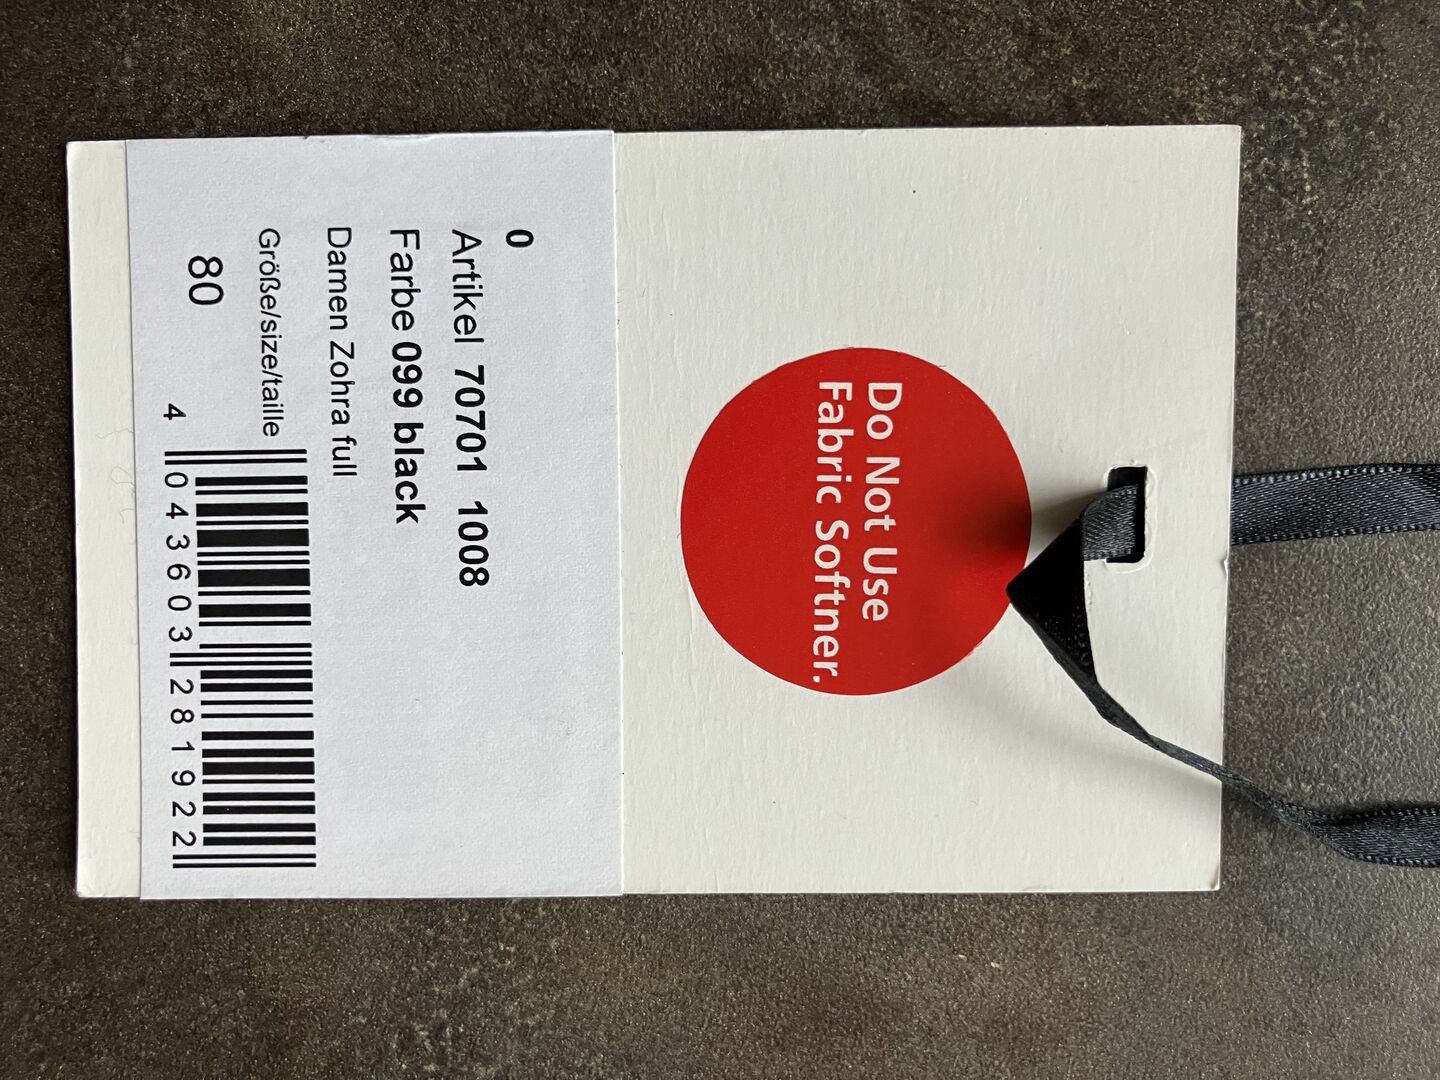 Do Not Use
Fabric Softner.
0
Artikel 70701 1008
Farbe 099 black
Damen Zohra full
Größe/size/taille
80
4 043603 281922